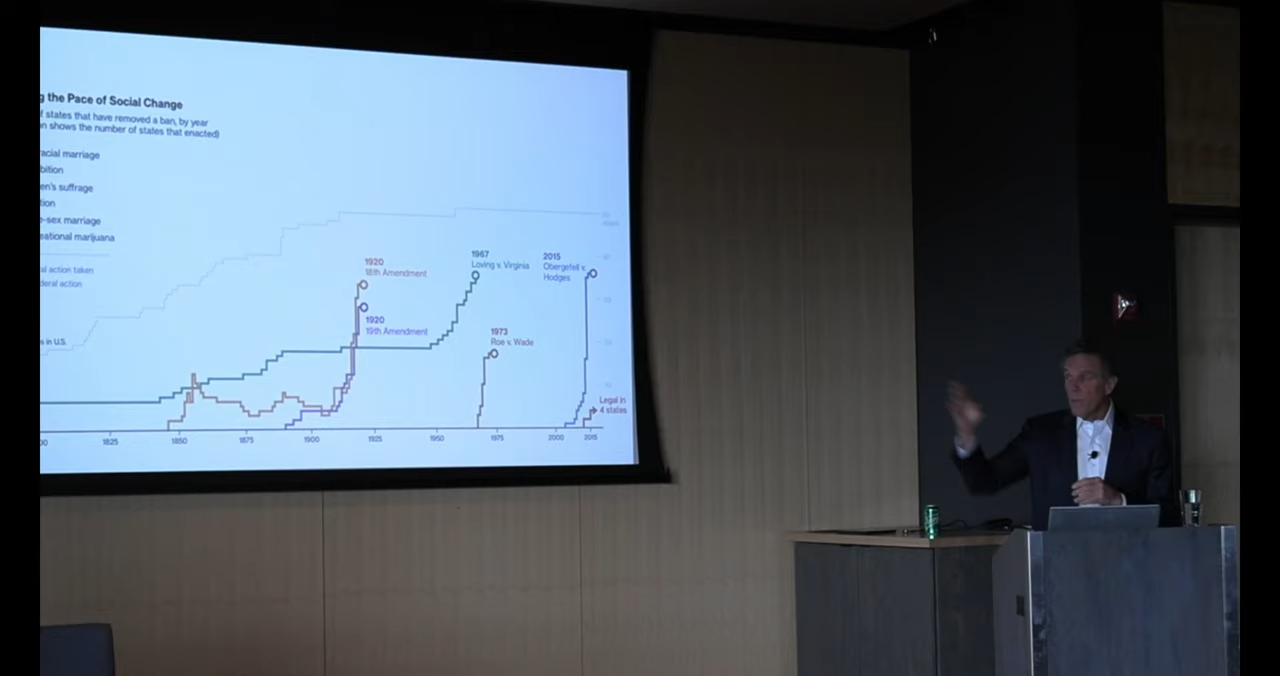 g the Pace of Social Change
f states that have removed a ban, by year
n shows the number of states that enacted)
acial marriage
bition
en's suffrage
tion
e-sex marriage
eational marijuana
al action taken
deral action
s in U.S.
1920
18th Amendment
1920
19th Amendment
1967
Loving v. Virginia
1973
Roe v. Wade
2015
Obergefell v.
Hodges
Legal in
4 states
00 1825 1850 1875 1900 1925 1950 1975 2000 2015